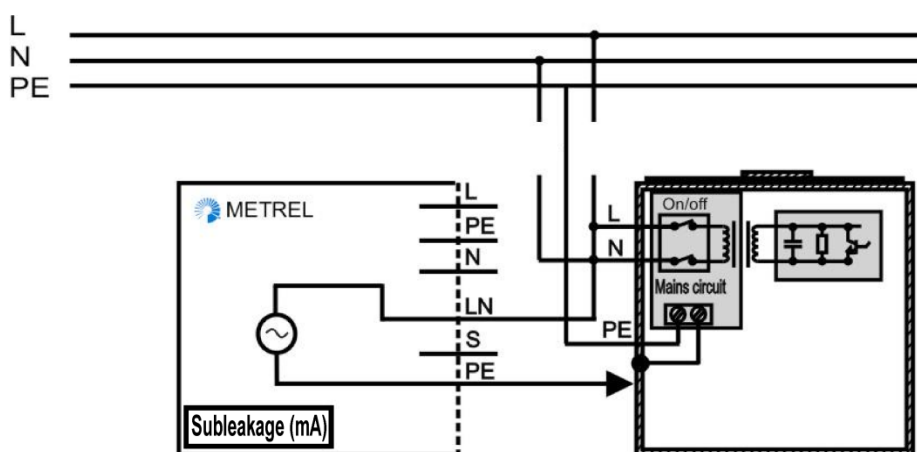 L
N
PE
METREL
L
PE
N
LN
S
PE
Subleakage (mA)
L
N
PE
On/off
Mains circuit